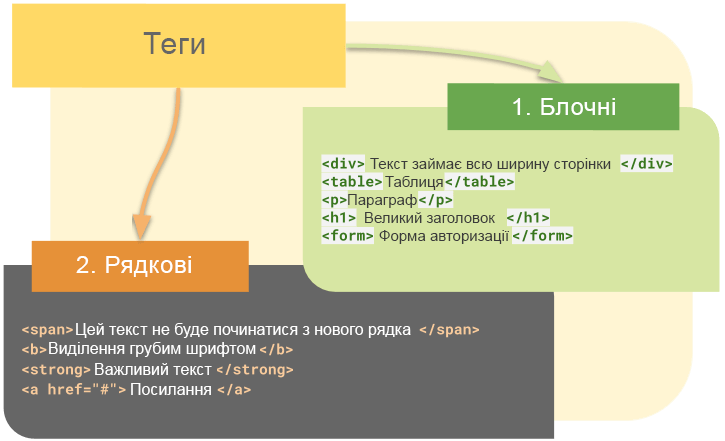 Теги
1. Блочні
<div> Текст займає всю ширину сторінки </div>
<table>Таблиця</table>
<p>Параграф</p>
<h1> Великий заголовок </h1>
<form> Форма авторизації</form>
2. Рядкові
<span>Цей текст не буде починатися з нового рядка </span>
<b>Виділення грубим шрифтом</b>
<strong> Важливий текст</strong>
<a href="#"> Посилання </a>